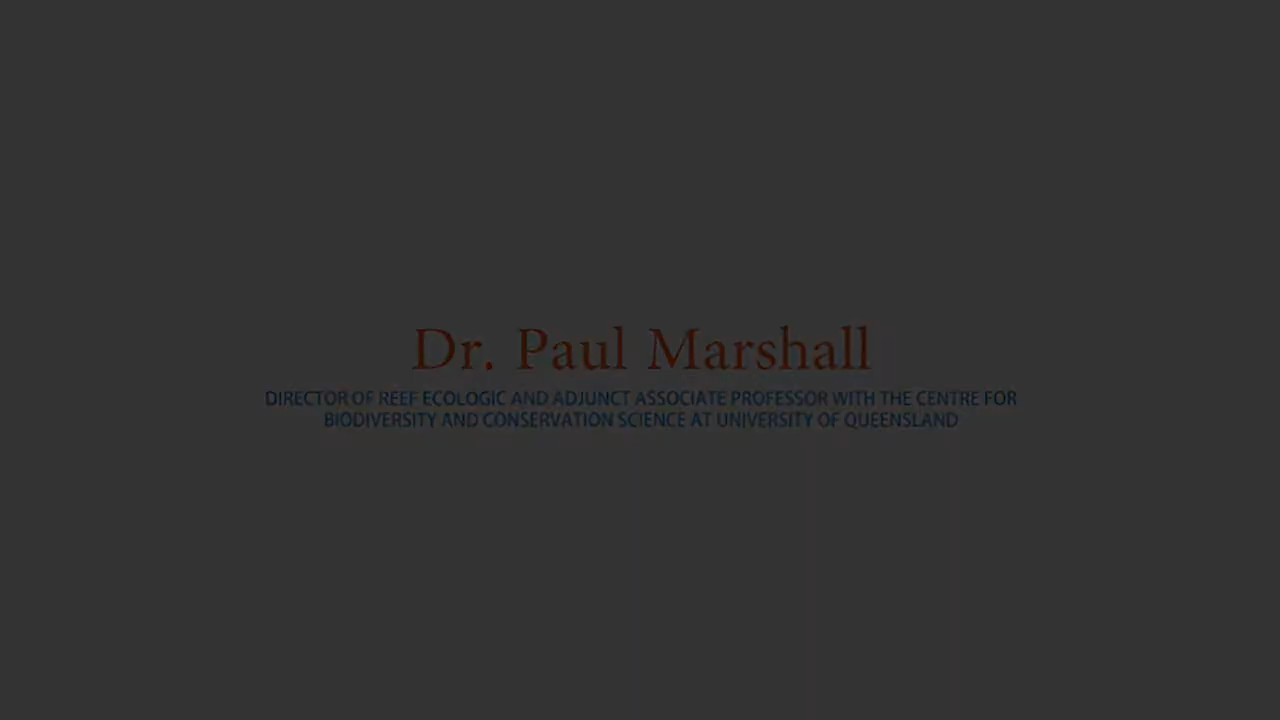 Dr. Paul Marshall
DIRECTOR OF REEF ECOLOGIC AND ADJUNCT ASSOCIATE PROFESSOR WITH THE CENTRE FOR
BIODIVERSITY AND CONSERVATION SCIENCE AT UNIVERSITY OF QUEENSLAND